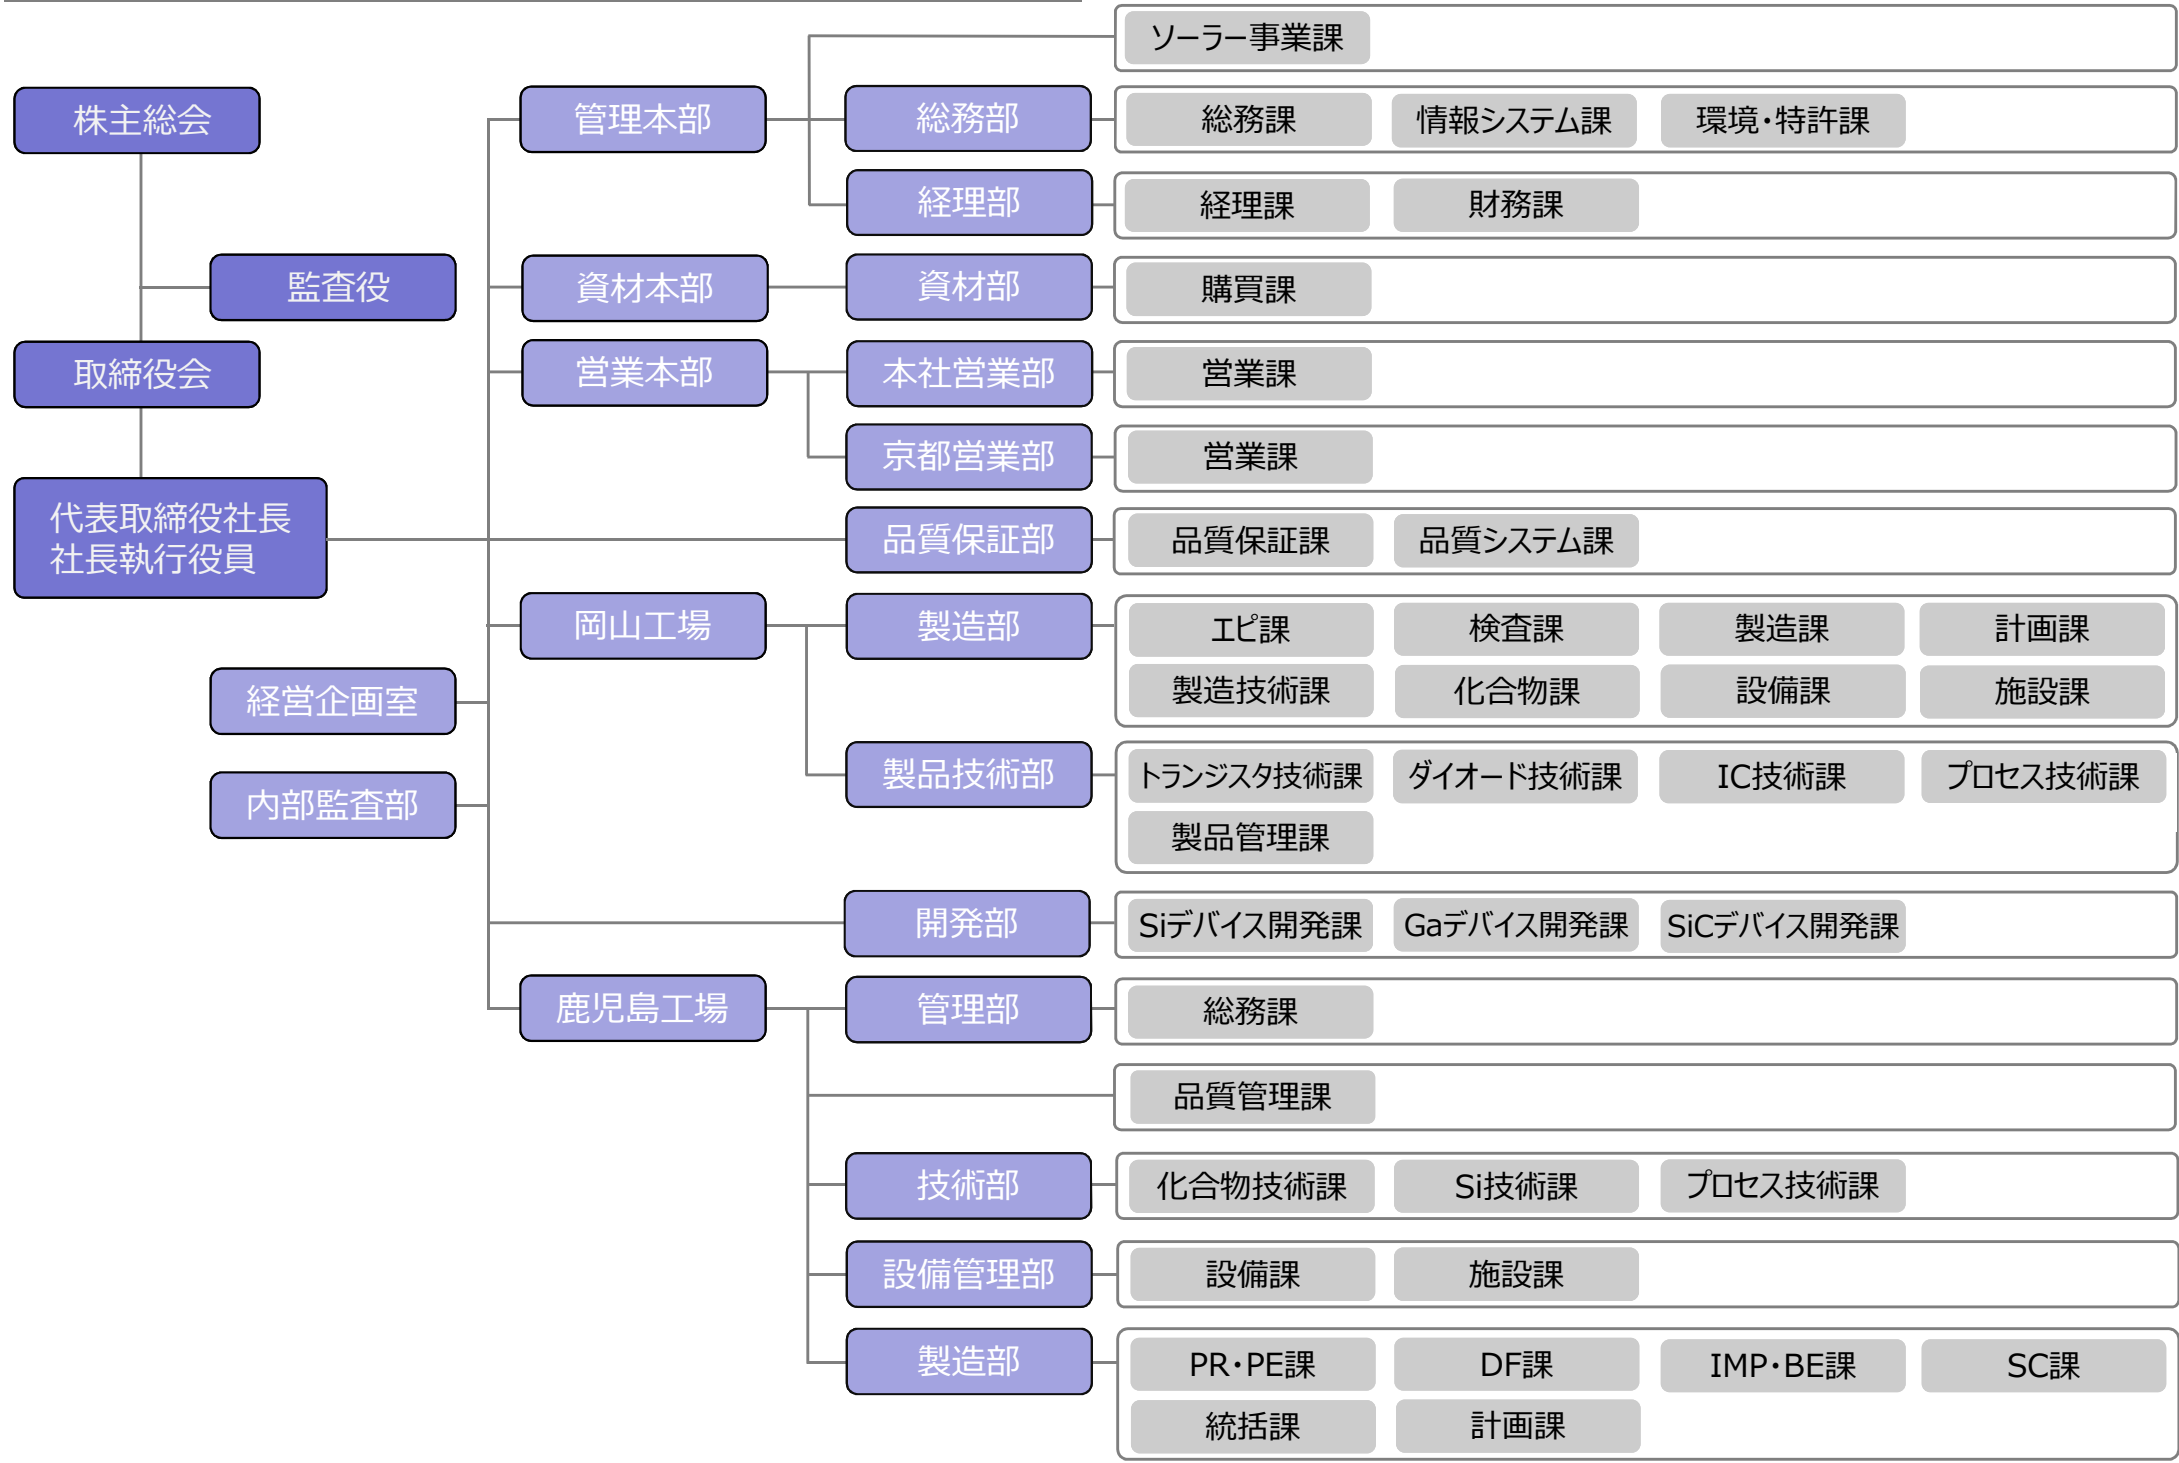 株主総会
監査役
取締役会
代表取締役社長
社長執行役員
経営企画室
内部監査部
管理本部
ソーラー事業課
総務部
総務課
情報システム課
環境・特許課
経理部
経理課
財務課
資材本部
資材部
購買課
営業本部
本社営業部
営業課
京都営業部
営業課
品質保証部
品質保証課
品質システム課
岡山工場
製造部
エピ課
検査課
製造課
計画課
製造技術課
化合物課
設備課
施設課
製品技術部
トランジスタ技術課
ダイオード技術課
IC技術課
プロセス技術課
製品管理課
開発部
Siデバイス開発課
Gaデバイス開発課
SiCデバイス開発課
鹿児島工場
管理部
総務課
品質管理課
技術部
化合物技術課
Si技術課
プロセス技術課
設備管理部
設備課
施設課
製造部
PR・PE課
DF課
IMP・BE課
SC課
統括課
計画課